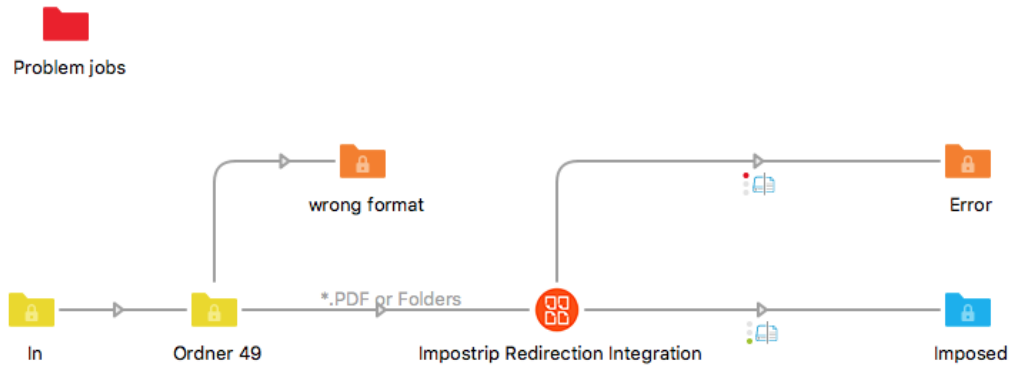 Problem jobs
wrong format
Error
*.PDF or Folders
In
Ordner 49
Impostrip Redirection Integration
Imposed